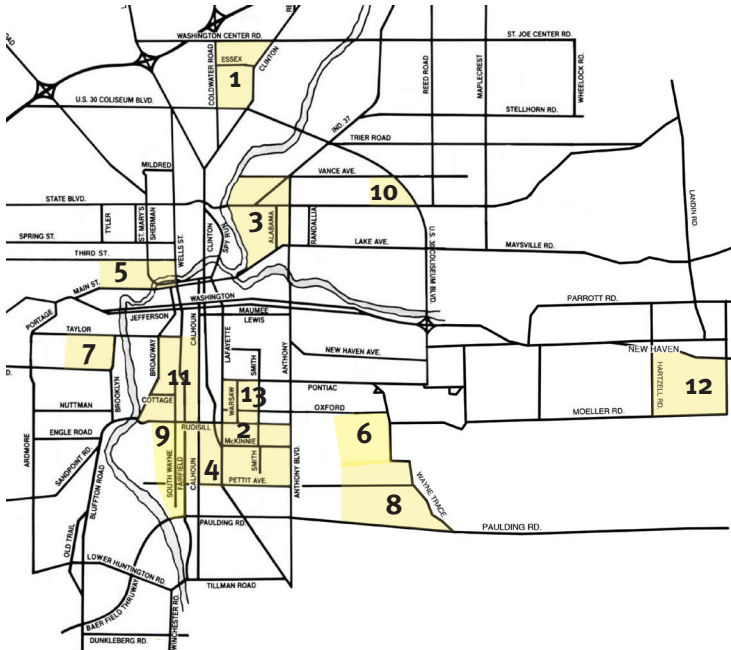 WASHINGTON CENTER RD.
ST. JOE CENTER RD.
COLDWATER ROAD
ESSEX
CLINTON
1
REED ROAD
MAPLECREST
WHEELOCK RD.
U.S. 30 COLISEUM BLVD.
STELLHORN RD.
IND. 37
TRIER ROAD
MILDRED
VANCE AVE.
10
STATE BLVD.
LANDIN RD
TYLER
ST. MARY'S
SHERMAN
WELLS ST.
CLINTON
SPY RUN
3
ALABAMA
RANDALLIA
U.S. 30 COLISEUM BLVD.
SPRING ST.
LAKE AVE.
MAYSVILLE RD.
THIRD ST.
5
MAIN ST.
WASHINGTON
PARROTT RD.
PORTAGE
JEFFERSON
MAUMEE
LEWIS
TAYLOR
CALHOUN
LAFAYETTE
SMITH
ANTHONY
NEW HAVEN AVE.
NEW HAVEN
7
D.
BROADWAY
11
BROOKLYN
COTTAGE
WARSAW
13
PONTIAC
HARTZELL RD.
12
NUTTMAN
OXFORD
MOELLER RD.
ENGLE ROAD
9
RUDISILL
2
McKINNIE
6
ARDMORE
SANDPOINT RD.
BLUFFTON ROAD
SOUTH WAYNE
FAIRFIELD
CALHOUN
4
SMITH
PETTIT AVE.
ANTHONY BLVD.
8
WAYNE TRACE
OLD TRAIL
PAULDING RD.
PAULDING RD.
LOWER HUNTINGTON RD.
TILLMAN ROAD
BAER FIELD THRUWAY
WINCHESTER RD.
DUNKLEBERG RD.